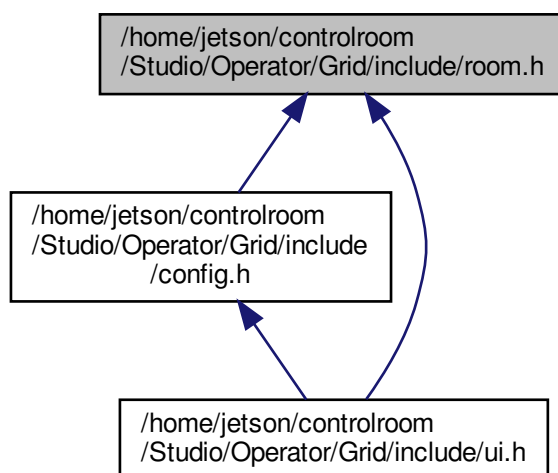 /home/jetson/controlroom
/Studio/Operator/Grid/include/room.h
/home/jetson/controlroom
/Studio/Operator/Grid/include
/config.h
/home/jetson/controlroom
/Studio/Operator/Grid/include/ui.h